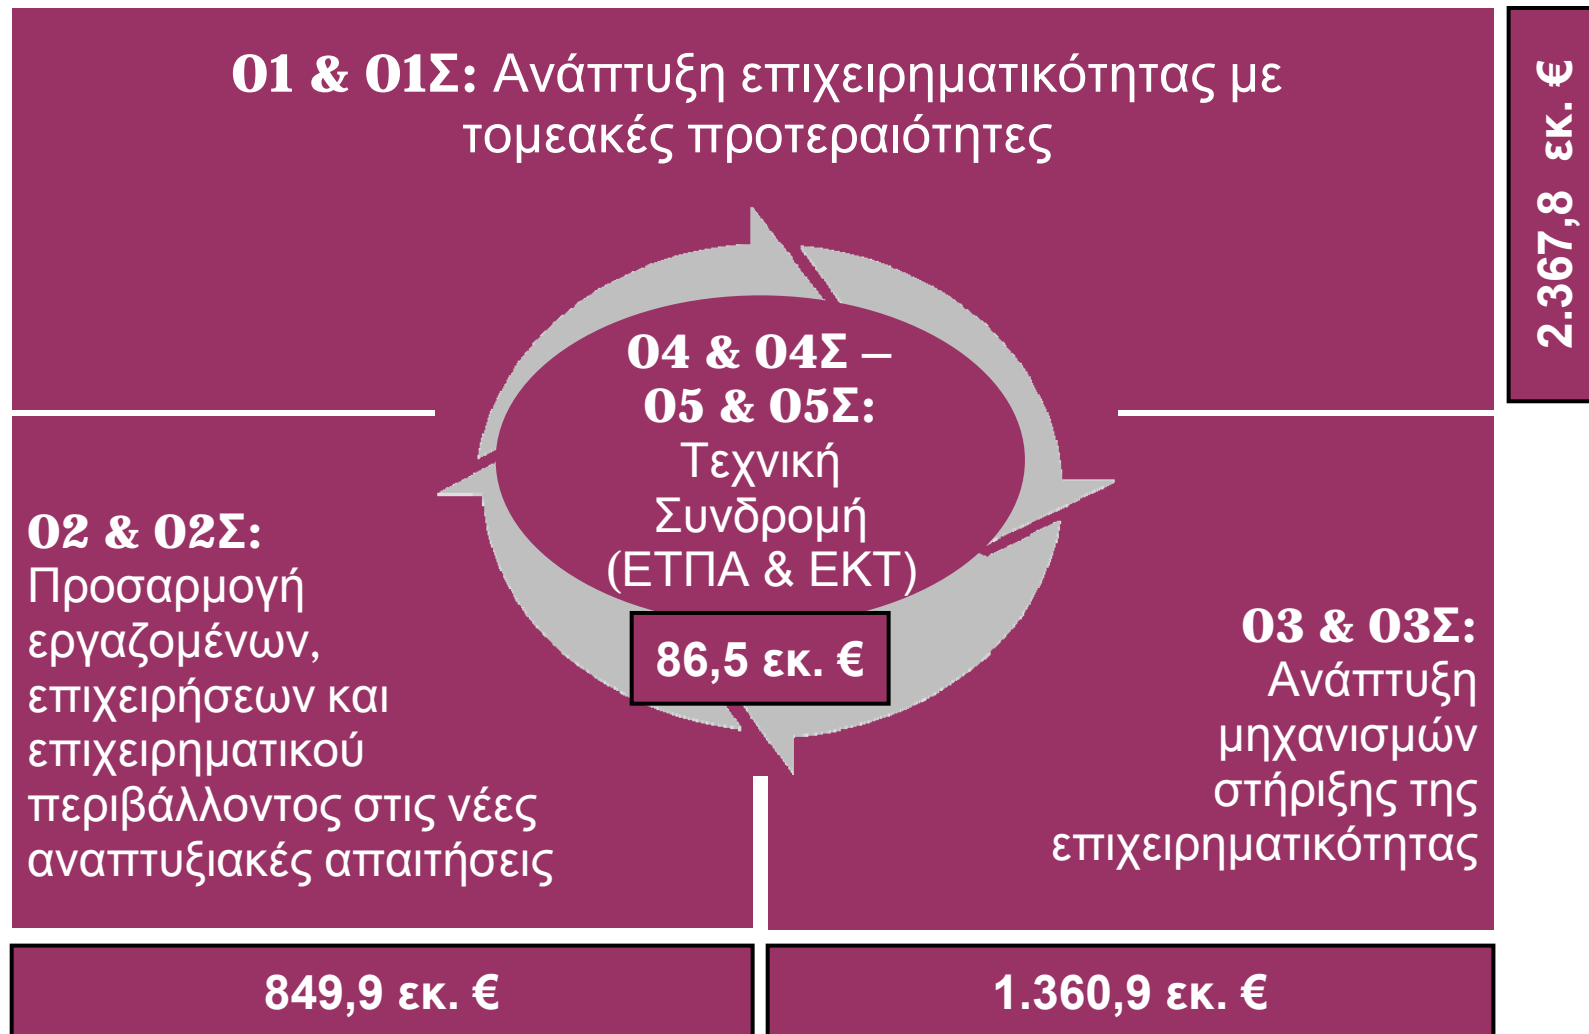 01 & 01Σ: Ανάπτυξη επιχειρηματικότητας με
τομεακές προτεραιότητες
2.367,8 εκ. €
04 & 04Σ –
05 & 05Σ:
Τεχνική
Συνδρομή
(ΕΤΠΑ & ΕΚΤ)
86,5 εκ. €
02 & 02Σ:
Προσαρμογή
εργαζομένων,
επιχειρήσεων και
επιχειρηματικού
περιβάλλοντος στις νέες
αναπτυξιακές απαιτήσεις
03 & 03Σ:
Ανάπτυξη
μηχανισμών
στήριξης της
επιχειρηματικότητας
849,9 εκ. €
1.360,9 εκ. €